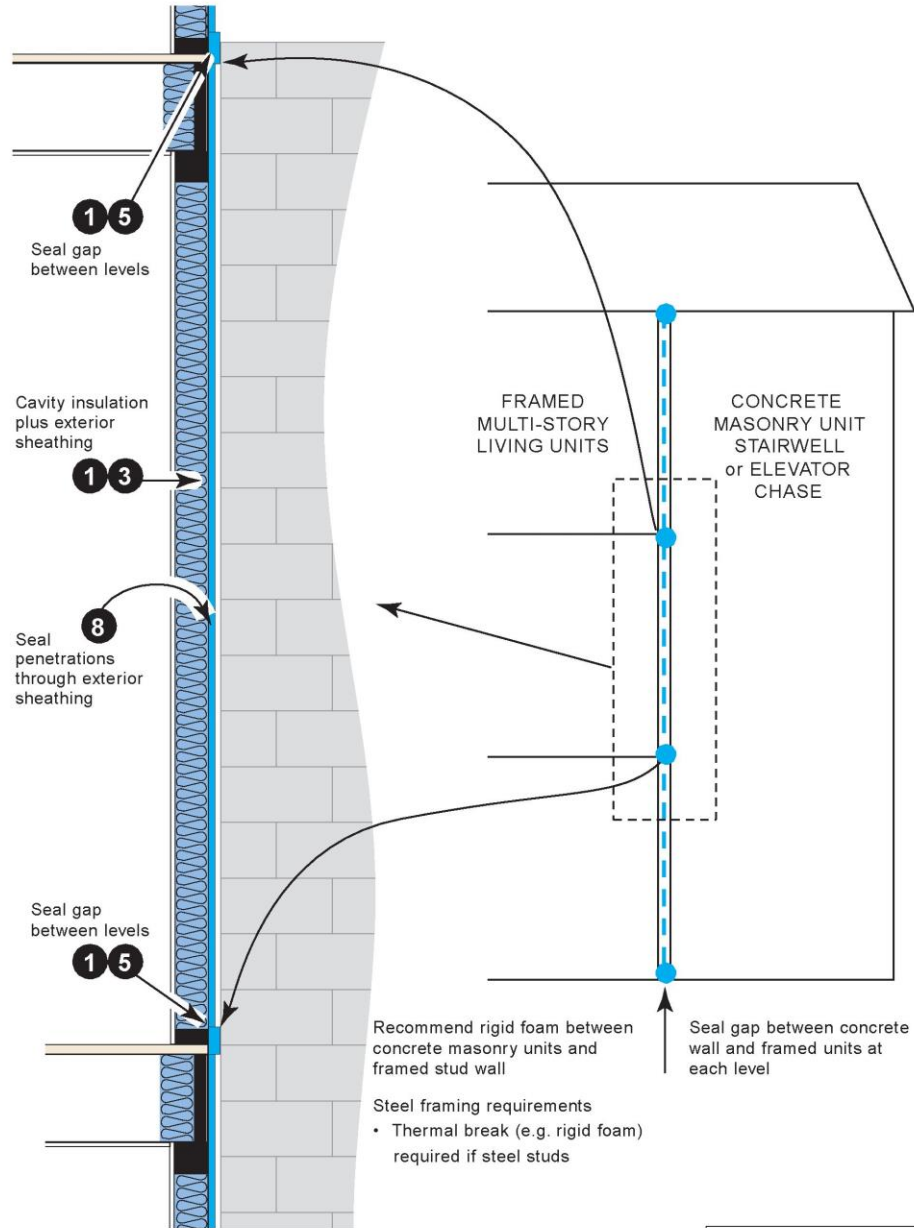 1 5
Seal gap
between levels
Cavity insulation
plus exterior
sheathing
1 3
8
Seal
penetrations
through exterior
sheathing
Seal gap
between levels
1 5
FRAMED
MULTI-STORY
LIVING UNITS
CONCRETE
MASONRY UNIT
STAIRWELL
or ELEVATOR
CHASE
Recommend rigid foam between
concrete masonry units and
framed stud wall
Steel framing requirements
• Thermal break (e.g. rigid foam)
required if steel studs
Seal gap between concrete
wall and framed units at
each level